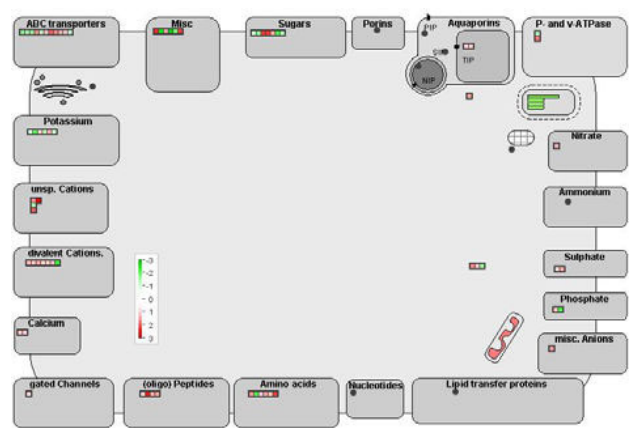 ABC transporters
Misc
Sugars
Porins
Aquaporins
P- and v-ATPase
PIP
TIP
NIP
Potassium
Nitrate
unsp. Cations
Ammonium
divalent Cations.
Sulphate
-3
-2
-1
0
1
2
3
Phosphate
Calcium
misc. Anions
gated Channels
(oligo) Peptides
Amino acids
Nucleotides
Lipid transfer proteins